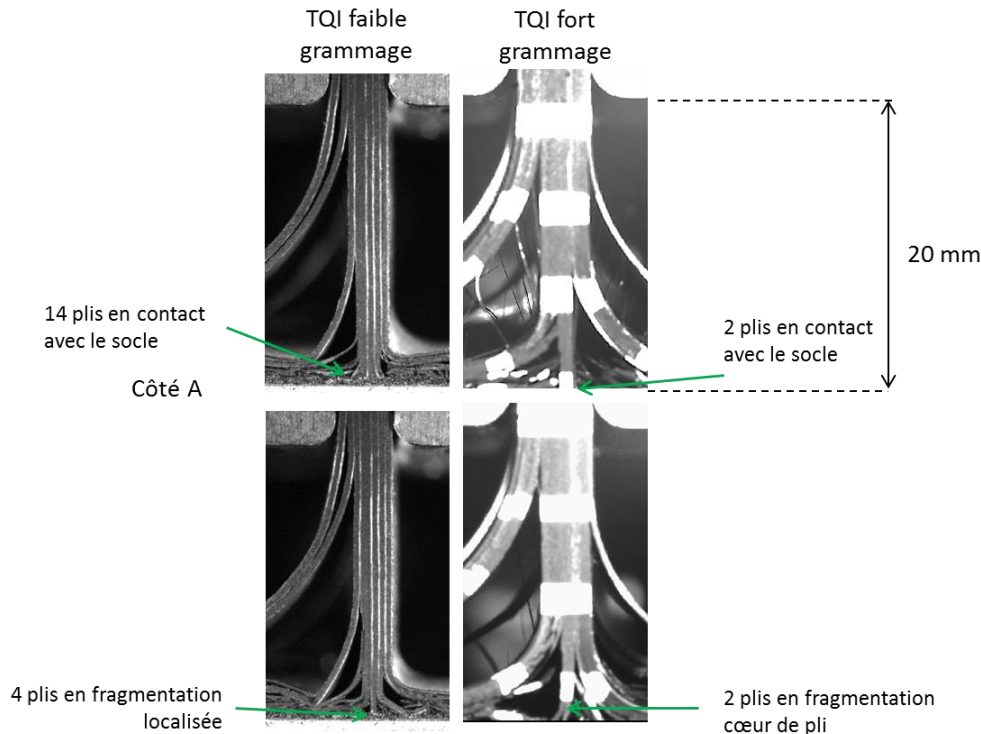 TQI faible
grammage
TQI fort
grammage
20 mm
14 plis en contact
avec le socle
2 plis en contact
avec le socle
Côté A
4 plis en fragmentation
localisée
2 plis en fragmentation
cœur de pli